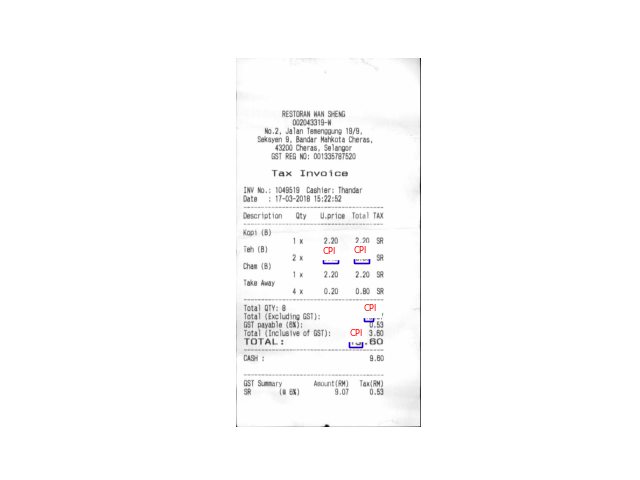 RESTORAN WAN SHENG
002043319-W
No.2, Jalan Temenggung 19/9,
Seksyen 9, Bandar Mahkota Cheras,
43200 Cheras, Selangor
GST REG NO: 001335787520
Tax Invoice
INV No.: 1049519 Cashier: Thandar
Date : 17-03-2018 15:22:52
Description Qty U.price Total TAX
Kopi (B)
1 x 2.20 2.20 SR
Teh (B)
CPI CPI
2 x SR
Cham (B)
1 x 2.20 2.20 SR
Take Away
4 x 0.20 0.80 SR
Total QTY: 8 CPI
Total (Excluding GST):
GST payable (6%): 0.53
Total (Inclusive of GST): CPI 3.60
TOTAL: .60
CASH : 9.60
GST Summary Amount(RM) Tax(RM)
SR (@ 6%) 9.07 0.53